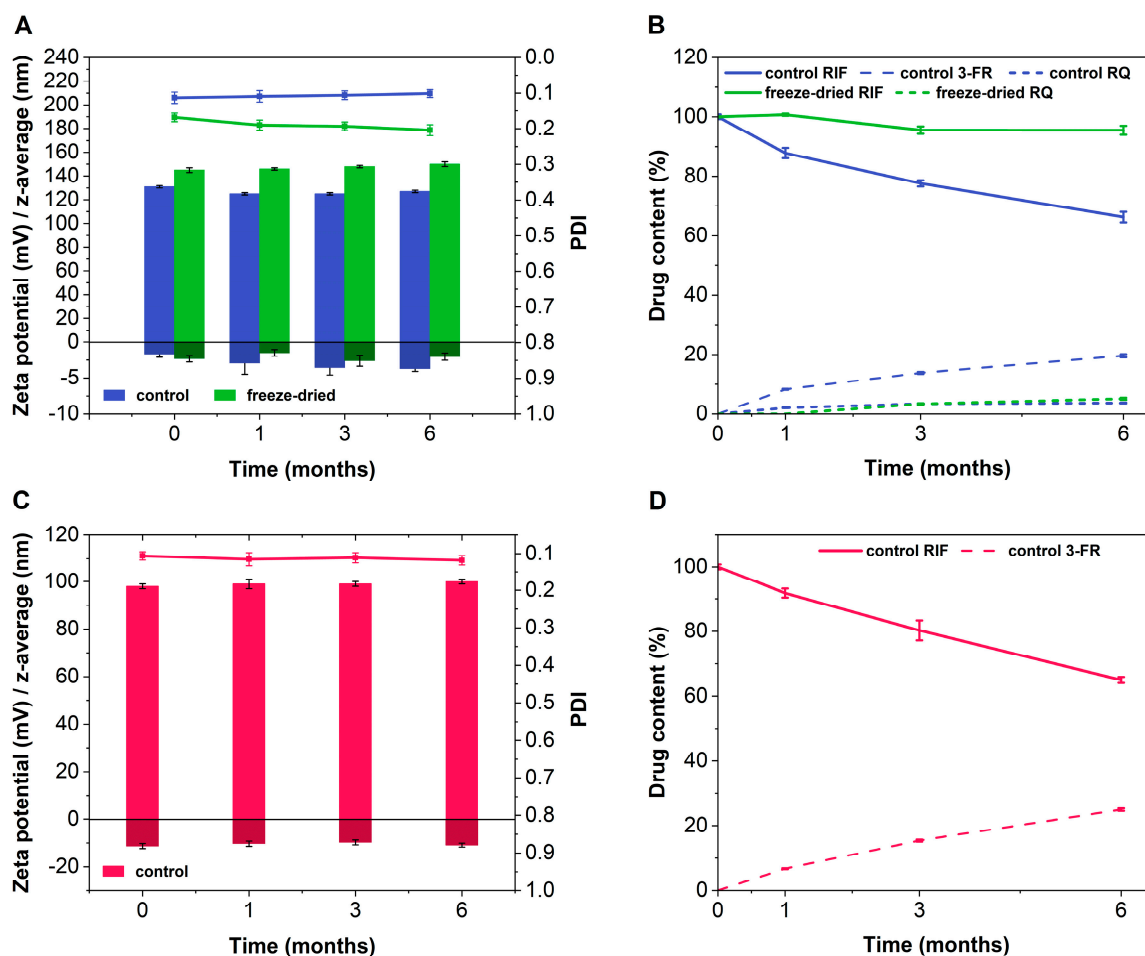 A
Zeta potential (mV) / z-average (nm)
240
220
200
180
160
140
120
100
80
60
40
20
0
-5
-10
0.0
0.1
0.2
0.3
0.4
0.5
0.6
0.7
0.8
0.9
1.0
PDI
control freeze-dried
0 1 3 6
Time (months)
B
Drug content (%)
120
100
80
60
40
20
0
control RIF control 3-FR control RQ
freeze-dried RIF freeze-dried RQ
0 1 3 6
Time (months)
C
Zeta potential (mV) / z-average (nm)
120
100
80
60
40
20
0
-20
0.1
0.2
0.3
0.4
0.5
0.6
0.7
0.8
0.9
1.0
PDI
control
0 1 3 6
Time (months)
D
Drug content (%)
120
100
80
60
40
20
0
control RIF control 3-FR
0 1 3 6
Time (months)